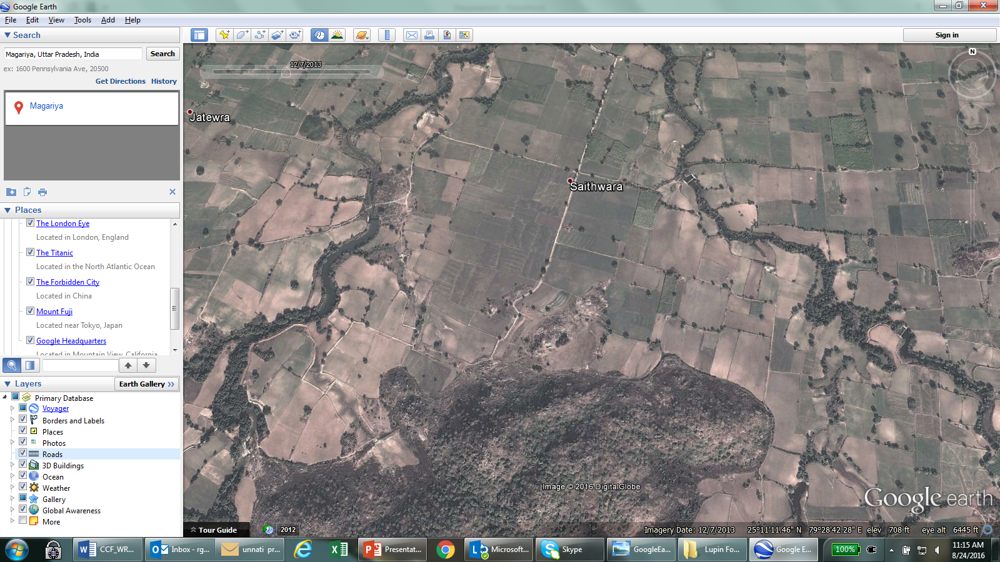 Google Earth
File Edit View Tools Add Help
Search
Magariya, Uttar Pradesh, India
Search
ex: 1600 Pennsylvania Ave, 20500
Get Directions History
Magariya
Places
The London Eye
Located in London, England
The Titanic
Located in the North Atlantic Ocean
The Forbidden City
Located in China
Mount Fuji
Located near Tokyo, Japan
Google Headquarters
Located in Mountain View, California
Layers
Earth Gallery >>
Primary Database
Voyager
Borders and Labels
Places
Photos
Roads
3D Buildings
Ocean
Weather
Gallery
Global Awareness
More
Sign in
12/7/2013
N
Jatewra
Saithwara
Image © 2016 DigitalGlobe
Google earth
Tour Guide
2012
Imagery Date: 12/7/2013 25°11'11.46" N 79°28'42.28" E elev 708 ft eye alt 6445 ft
CCF_WR...
Inbox - rg...
unnati pr...
Presentat...
Microsoft...
Skype
GoogleEa...
Lupin Fo...
Google E...
100%
11:15 AM
8/24/2016